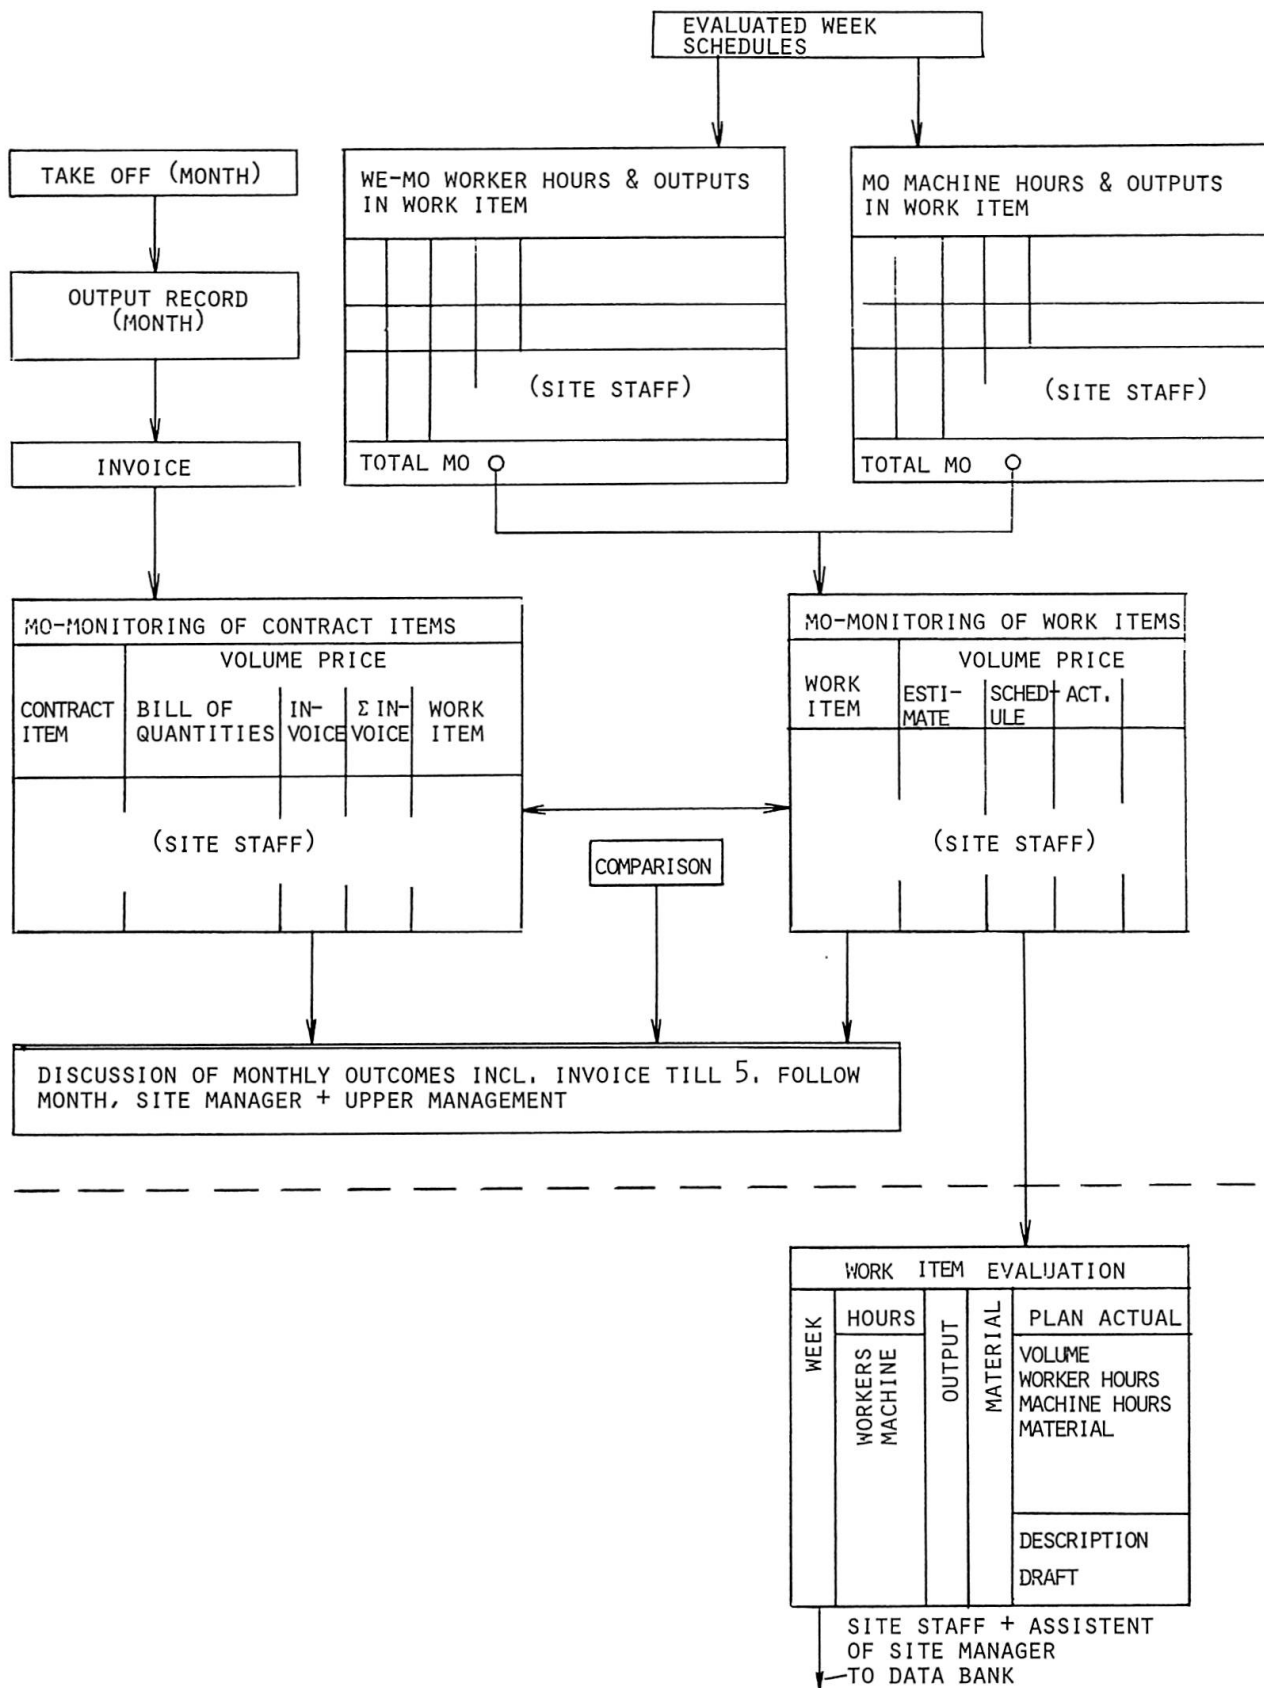 EVALUATED WEEK
SCHEDULES
TAKE OFF (MONTH)
OUTPUT RECORD
(MONTH)
INVOICE
WE-MO WORKER HOURS & OUTPUTS
IN WORK ITEM
(SITE STAFF)
TOTAL MO
MO MACHINE HOURS & OUTPUTS
IN WORK ITEM
(SITE STAFF)
TOTAL MO
MO-MONITORING OF CONTRACT ITEMS
VOLUME PRICE
CONTRACT
ITEM
BILL OF
QUANTITIES
IN-
VOICE
Σ IN-
VOICE
WORK
ITEM
(SITE STAFF)
MO-MONITORING OF WORK ITEMS
VOLUME PRICE
WORK
ITEM
ESTI-
MATE
SCHED-
ULE
ACT.
(SITE STAFF)
COMPARISON
DISCUSSION OF MONTHLY OUTCOMES INCL. INVOICE TILL 5. FOLLOW
MONTH, SITE MANAGER + UPPER MANAGEMENT
WORK ITEM EVALUATION
WEEK
HOURS
WORKERS
MACHINE
OUTPUT
MATERIAL
PLAN ACTUAL
VOLUME
WORKER HOURS
MACHINE HOURS
MATERIAL
DESCRIPTION
DRAFT
SITE STAFF + ASSISTENT
OF SITE MANAGER
TO DATA BANK